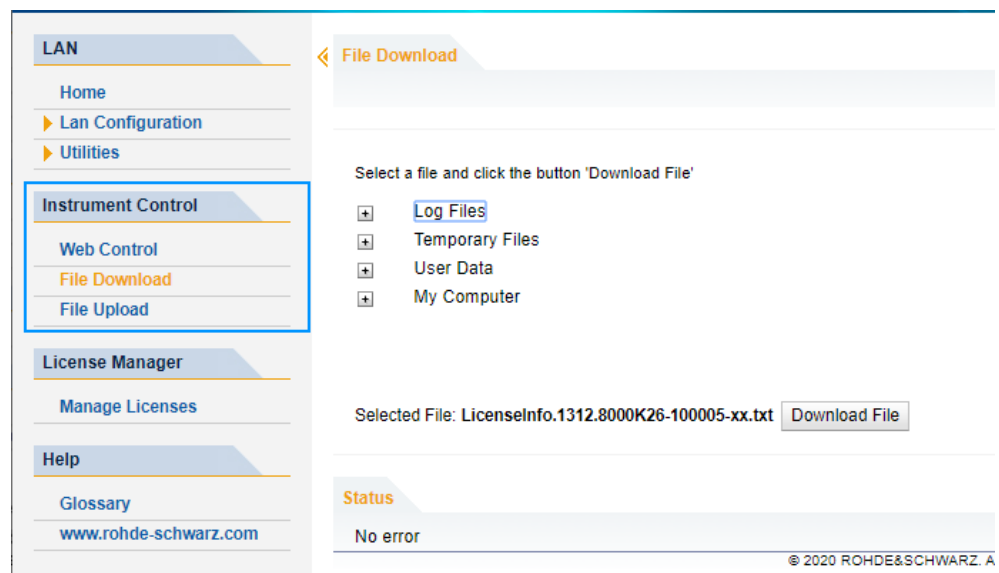 LAN
Home
Lan Configuration
Utilities
Instrument Control
Web Control
File Download
File Upload
License Manager
Manage Licenses
Help
Glossary
www.rohde-schwarz.com
File Download
Select a file and click the button 'Download File'
Log Files
Temporary Files
User Data
My Computer
Selected File: LicenseInfo.1312.8000K26-100005-xx.txt Download File
Status
No error
© 2020 ROHDE&SCHWARZ. A